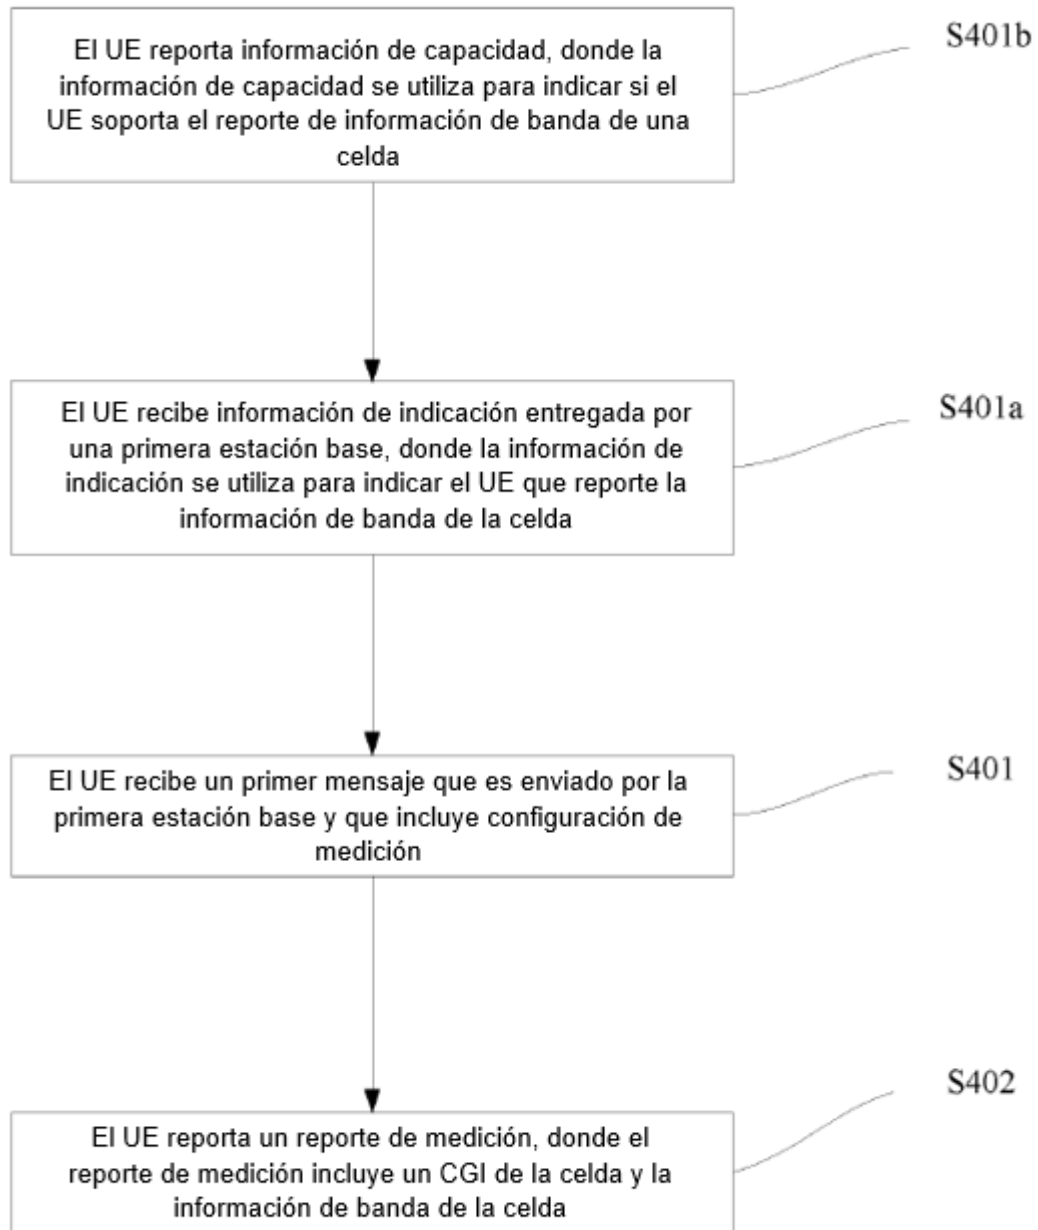 El UE reporta información de capacidad, donde la
información de capacidad se utiliza para indicar si el
UE soporta el reporte de información de banda de una
celda
S401b
El UE recibe información de indicación entregada por
una primera estación base, donde la información de
indicación se utiliza para indicar el UE que reporte la
información de banda de la celda
S401a
El UE recibe un primer mensaje que es enviado por la
primera estación base y que incluye configuración de
medición
S401
El UE reporta un reporte de medición, donde el
reporte de medición incluye un CGI de la celda y la
información de banda de la celda
S402